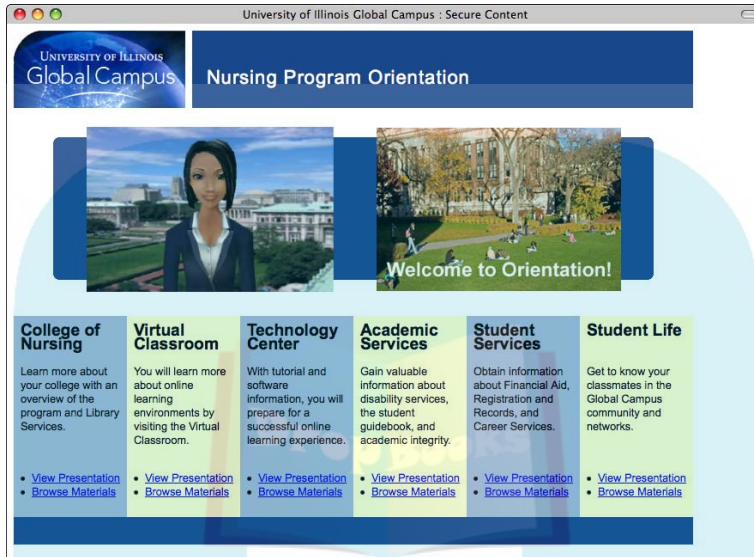 University of Illinois Global Campus : Secure Content
UNIVERSITY OF ILLINOIS
Global Campus
Nursing Program Orientation
Welcome to Orientation!
College of
Nursing
Learn more about
your college with an
overview of the
program and Library
Services.
• View Presentation
• Browse Materials
Virtual
Classroom
You will learn more
about online
learning
environments by
visiting the Virtual
Classroom.
• View Presentation
• Browse Materials
Technology
Center
With tutorial and
software
information, you will
prepare for a
successful online
learning experience.
• View Presentation
• Browse Materials
Academic
Services
Gain valuable
information about
disability services,
the student
guidebook, and
academic integrity.
• View Presentation
• Browse Materials
Student
Services
Obtain information
about Financial Aid,
Registration and
Records, and
Career Services.
• View Presentation
• Browse Materials
Student Life
Get to know your
classmates in the
Global Campus
community and
networks.
• View Presentation
• Browse Materials